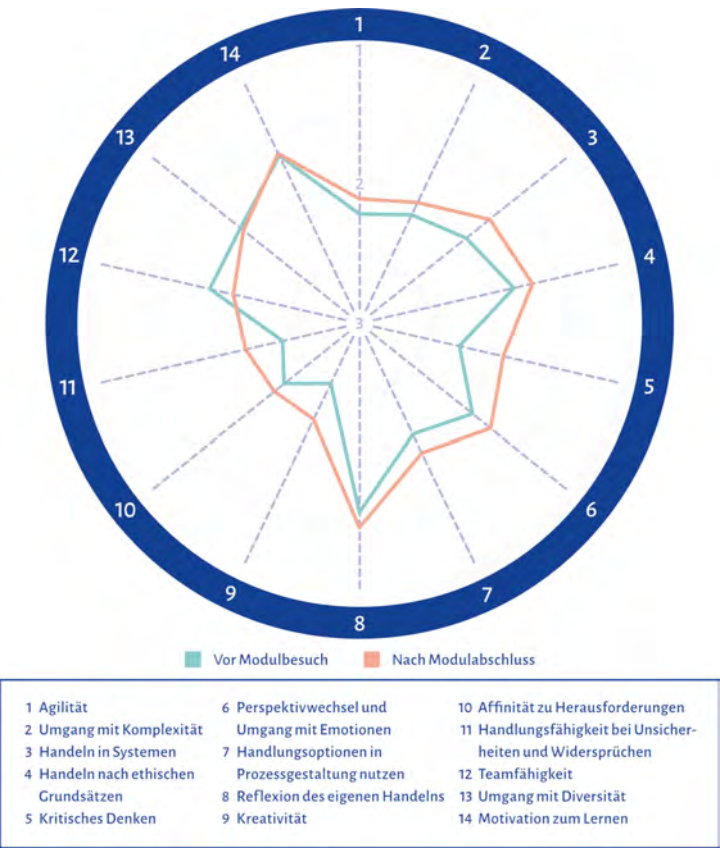 1
2
3
4
5
6
7
8
9
10
11
12
13
14
1
2
3
Vor Modulbesuch
Nach Modulabschluss
1 Agilität
2 Umgang mit Komplexität
3 Handeln in Systemen
4 Handeln nach ethischen
Grundsätzen
5 Kritisches Denken
6 Perspektivwechsel und
Umgang mit Emotionen
7 Handlungsoptionen in
Prozessgestaltung nutzen
8 Reflexion des eigenen Handelns
9 Kreativität
10 Affinität zu Herausforderungen
11 Handlungsfähigkeit bei Unsicher-
heiten und Widersprüchen
12 Teamfähigkeit
13 Umgang mit Diversität
14 Motivation zum Lernen